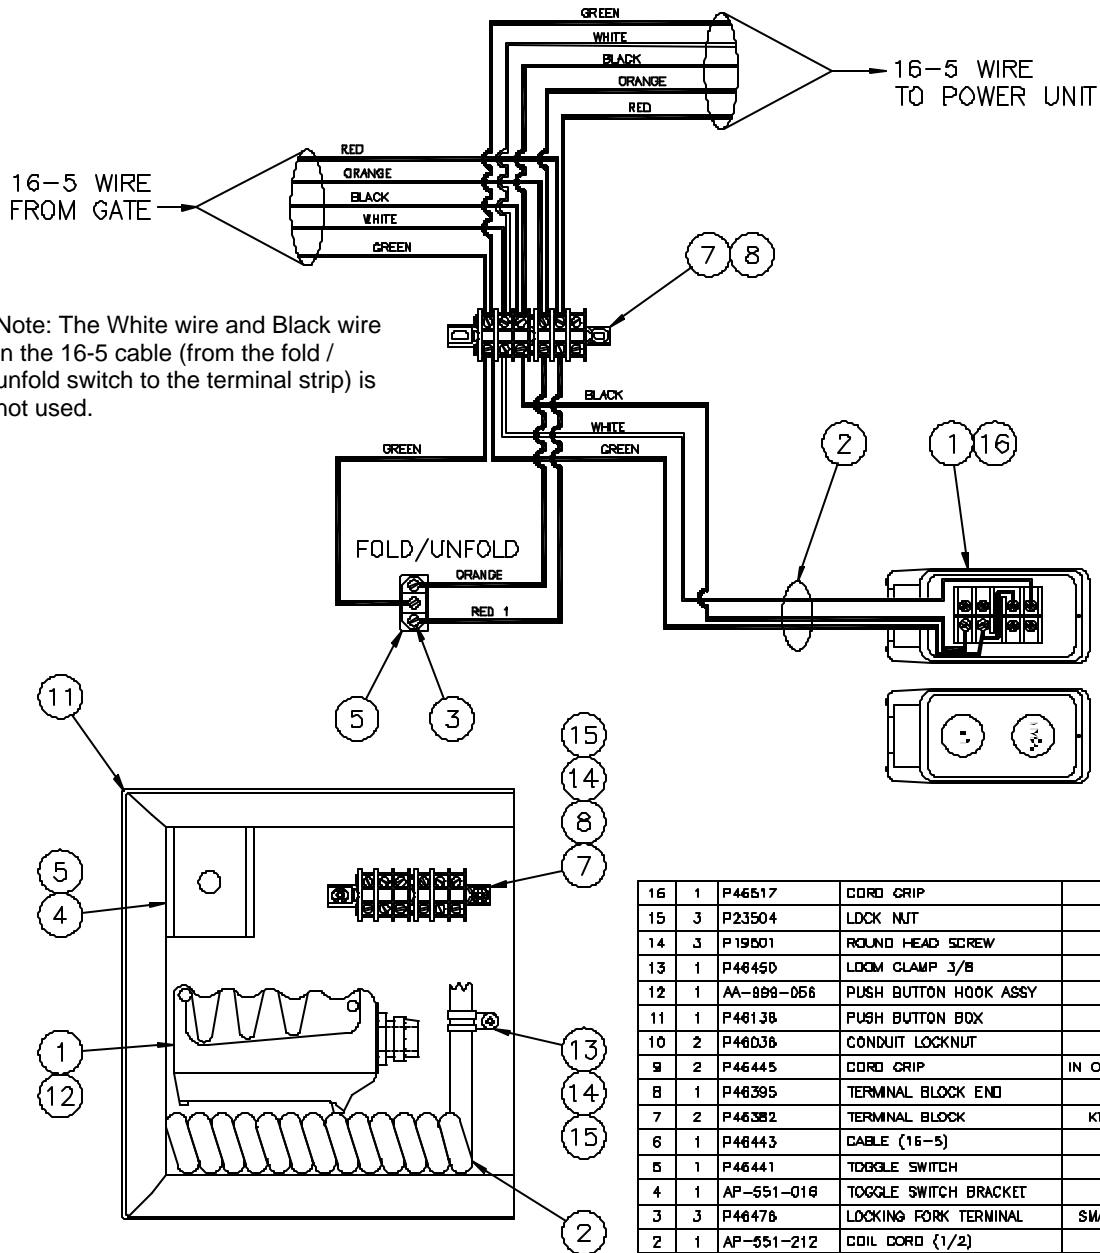 GREEN
WHITE
BLACK
ORANGE
RED
16-5 WIRE
TO POWER UNIT
RED
ORANGE
BLACK
WHITE
GREEN
16-5 WIRE
FROM GATE
7 8
Note: The White wire and Black wire
in the 16-5 cable (from the fold /
unfold switch to the terminal strip) is
not used.
BLACK
WHITE
GREEN
GREEN
2
1 16
FOLD/UNFOLD
ORANGE
RED 1
5 3
11
15
14
8
7
5
4
1
12
13
14
15
2
16 1 P46517 CORD GRIP
15 3 P23504 LOCK NUT
14 3 P19501 ROUND HEAD SCREW
13 1 P46450 LOOM CLAMP 3/8
12 1 AA-999-056 PUSH BUTTON HOOK ASSY
11 1 P46138 PUSH BUTTON BOX
10 2 P46036 CONDUIT LOCKNUT
9 2 P46445 CORD GRIP IN
8 1 P46395 TERMINAL BLOCK END
7 2 P46382 TERMINAL BLOCK
6 1 P46443 CABLE (16-5)
5 1 P46441 TOGGLE SWITCH
4 1 AP-551-016 TOGGLE SWITCH BRACKET
3 3 P46476 LOCKING FORK TERMINAL
2 1 AP-551-212 COIL CORD (1/2)